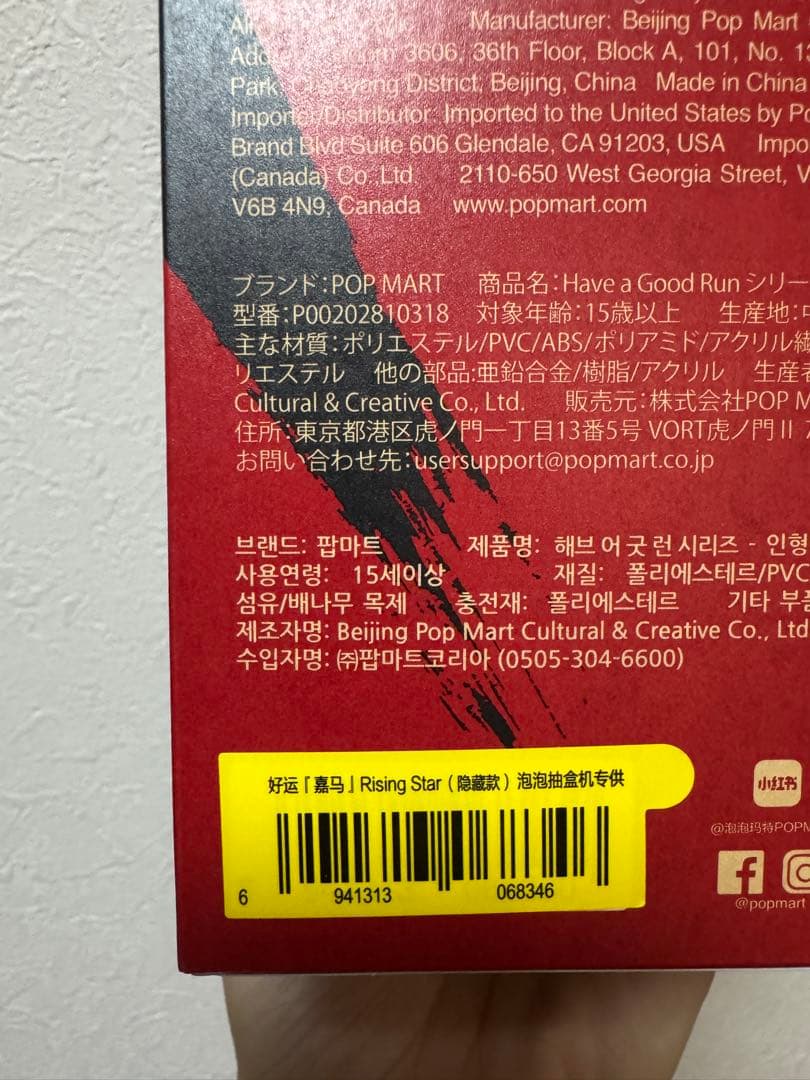 Manufacturer: Beijing Pop Mart
3606, 36th Floor, Block A, 101, No.
Park, Chaoyang District, Beijing, China Made in China
Importer/Distributor: Imported to the United States by
Brand Blvd Suite 606 Glendale, CA 91203, USA
(Canada) Co.,Ltd. 2110-650 West Georgia Street,
V6B 4N9, Canada www.popmart.com
ブランド:POP MART 商品名:Have a Good Run シリー
型番:P00202810318 対象年齢:15歳以上 生産地:
主な材質:ポリエステル/PVC/ABS/ポリアミド/アクリル繊
リエステル 他の部品:亜鉛合金/樹脂/アクリル 生産者
Cultural & Creative Co., Ltd. 販売元:株式会社POP
住所:東京都港区虎ノ門一丁目13番5号 VORT虎ノ門Ⅱ
お問い合わせ先:usersupport@popmart.co.jp
브랜드: 팝마트 제품명: 해브 어 굿 런 시리즈 - 인형
사용연령: 15세이상 재질: 폴리에스테르/PVC
섬유/배나무 목제 충전재: 폴리에스테르 기타 부품
제조자명: Beijing Pop Mart Cultural & Creative Co., Ltd
수입자명: ㈜팝마트코리아 (0505-304-6600)
好运『嘉马』Rising Star（隐藏款）泡泡抽盒机专供
6 941313 068346
小红书
@泡泡玛特POPM
@popmart